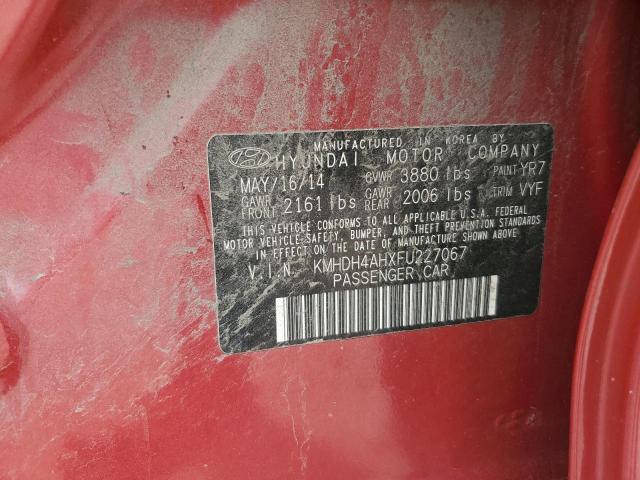 MANUFACTURED IN KOREA BY
HYUNDAI MOTOR COMPANY
MAY/16/14 GVWR 3880 lbs PAINT YR7
GAWR FRONT 2161 lbs GAWR REAR 2006 lbs TRIM VYF
THIS VEHICLE CONFORMS TO ALL APPLICABLE U.S.A. FEDERAL
MOTOR VEHICLE SAFETY, BUMPER, AND THEFT PREVENTION STANDARDS
IN EFFECT ON THE DATE OF MANUFACTURE SHOWN ABOVE.
V.I.N. KMHDH4AHXFU227067
PASSENGER CAR